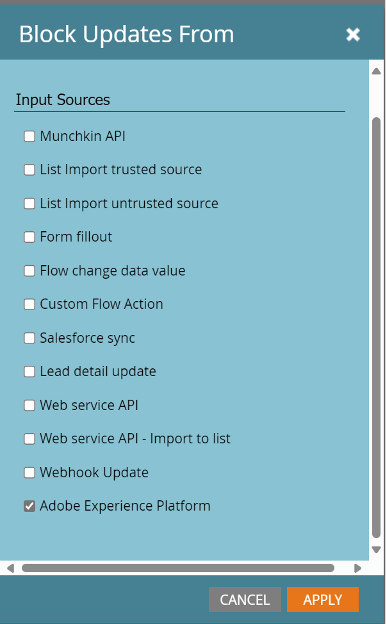 Block Updates From
Input Sources
Munchkin API
List Import trusted source
List Import untrusted source
Form fillout
Flow change data value
Custom Flow Action
Salesforce sync
Lead detail update
Web service API
Web service API - Import to list
Webhook Update
Adobe Experience Platform
CANCEL APPLY